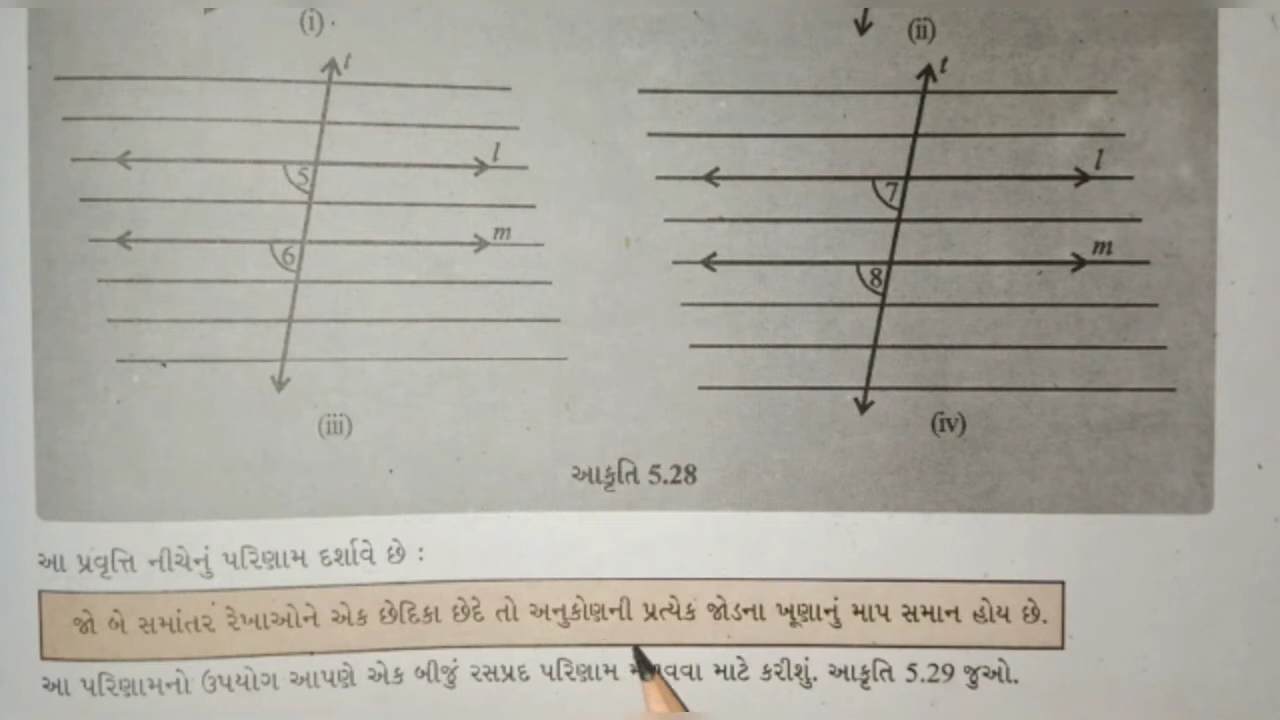 (i)
(ii)
t
t
l
l
5
7
m
m
6
8
(iii)
(iv)
આકૃતિ 5.28
આ પ્રવૃત્તિ નીચેનું પરિણામ દર્શાવે છે :
જો બે સમાંતર રેખાઓને એક છેદિકા છેદે તો અનુકોણની પ્રત્યેક જોડના ખૂણાનું માપ સમાન હોય છે.
આ પરિણામનો ઉપયોગ આપણે એક બીજું રસપ્રદ પરિણામ માટે કરીશું. આકૃતિ 5.29 જુઓ.